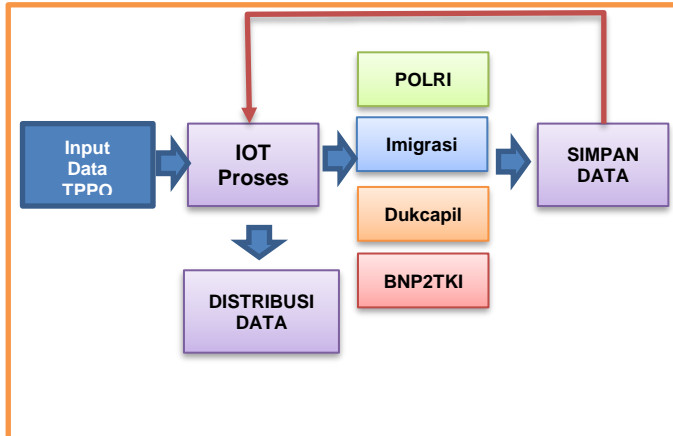 Input
Data
TPPO
IOT
Proses
POLRI
Imigrasi
Dukcapil
BNP2TKI
SIMPAN
DATA
DISTRIBUSI
DATA